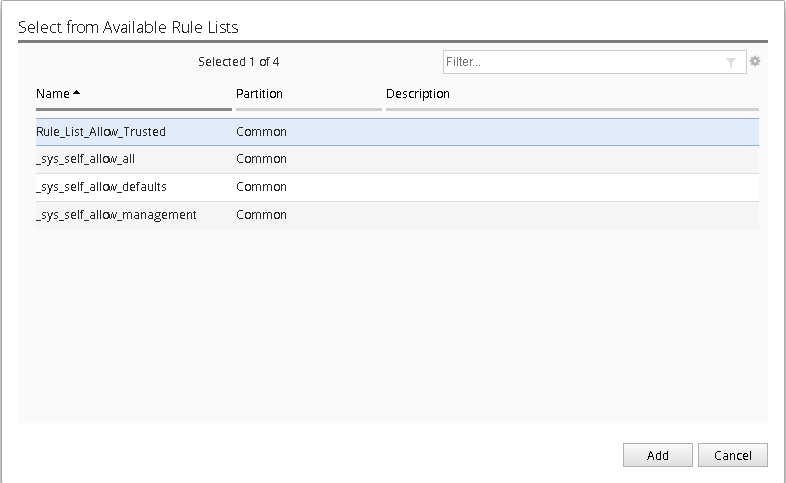 Select from Available Rule Lists
Selected 1 of 4
Filter...
Name Partition Description
Rule_List_Allow_Trusted Common
_sys_self_allow_all Common
_sys_self_allow_defaults Common
_sys_self_allow_management Common
Add Cancel